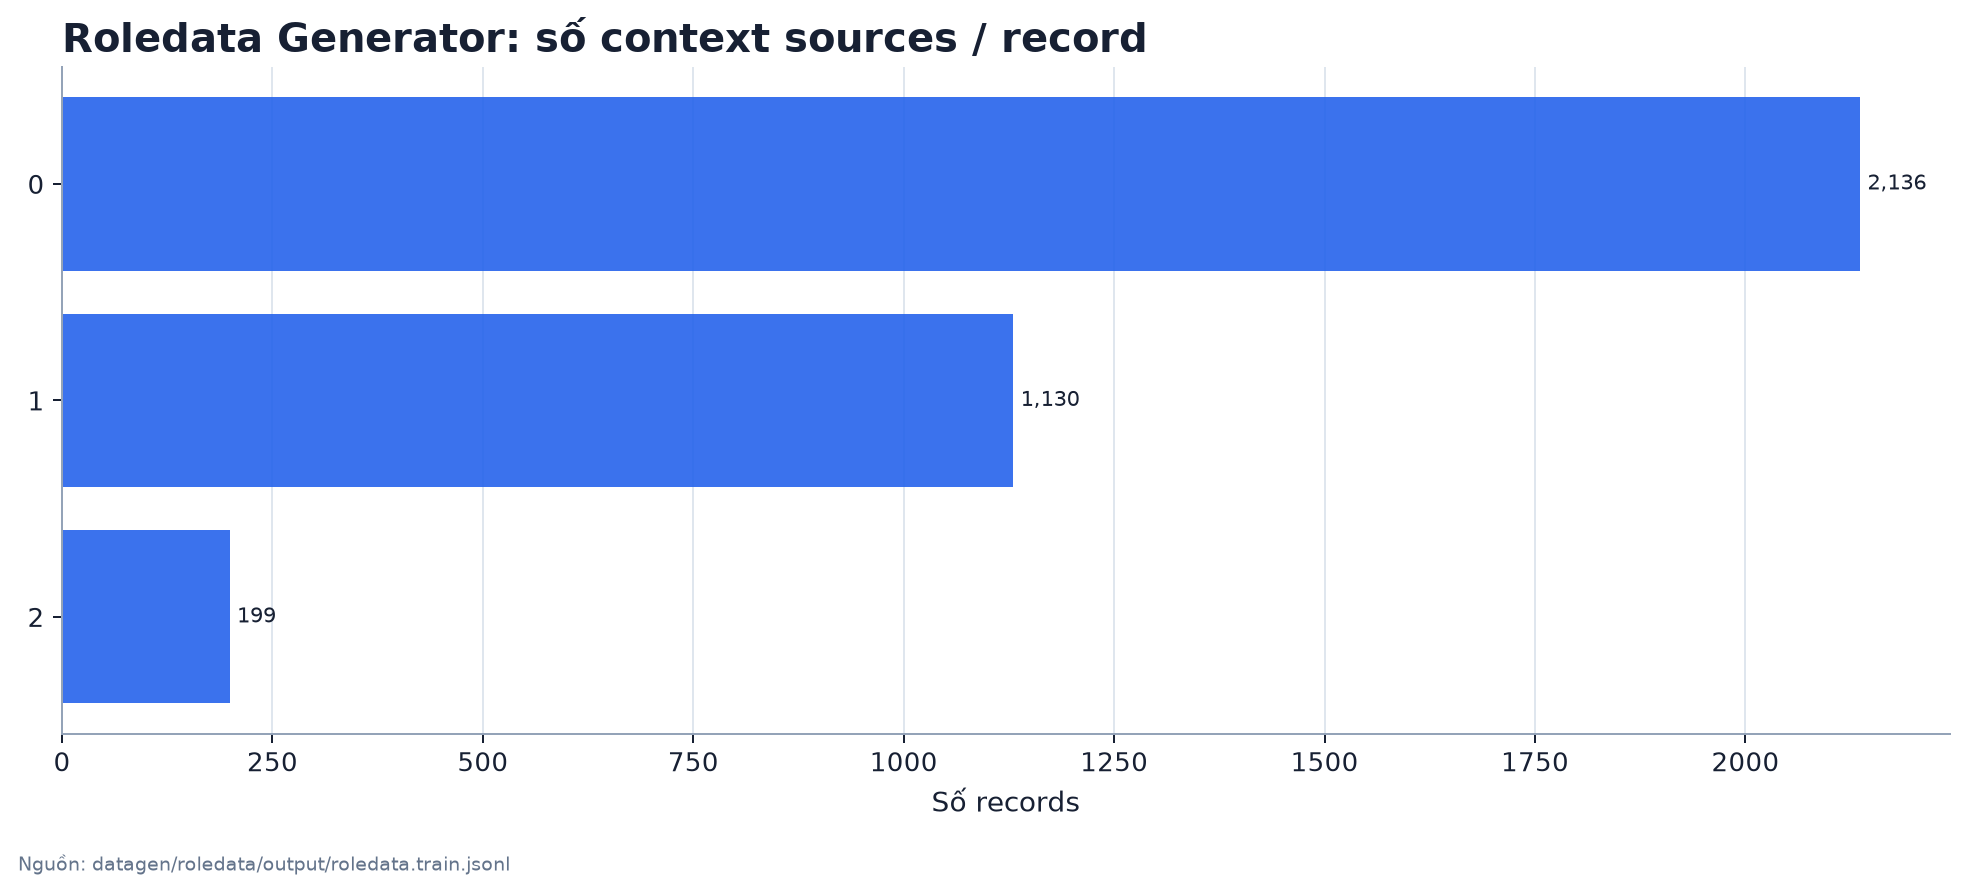 Roledata Generator: số context sources / record
0
2,136
1
1,130
2
199
0 250 500 750 1000 1250 1500 1750 2000
Số records
Nguồn: datagen/roledata/output/roledata.train.jsonl